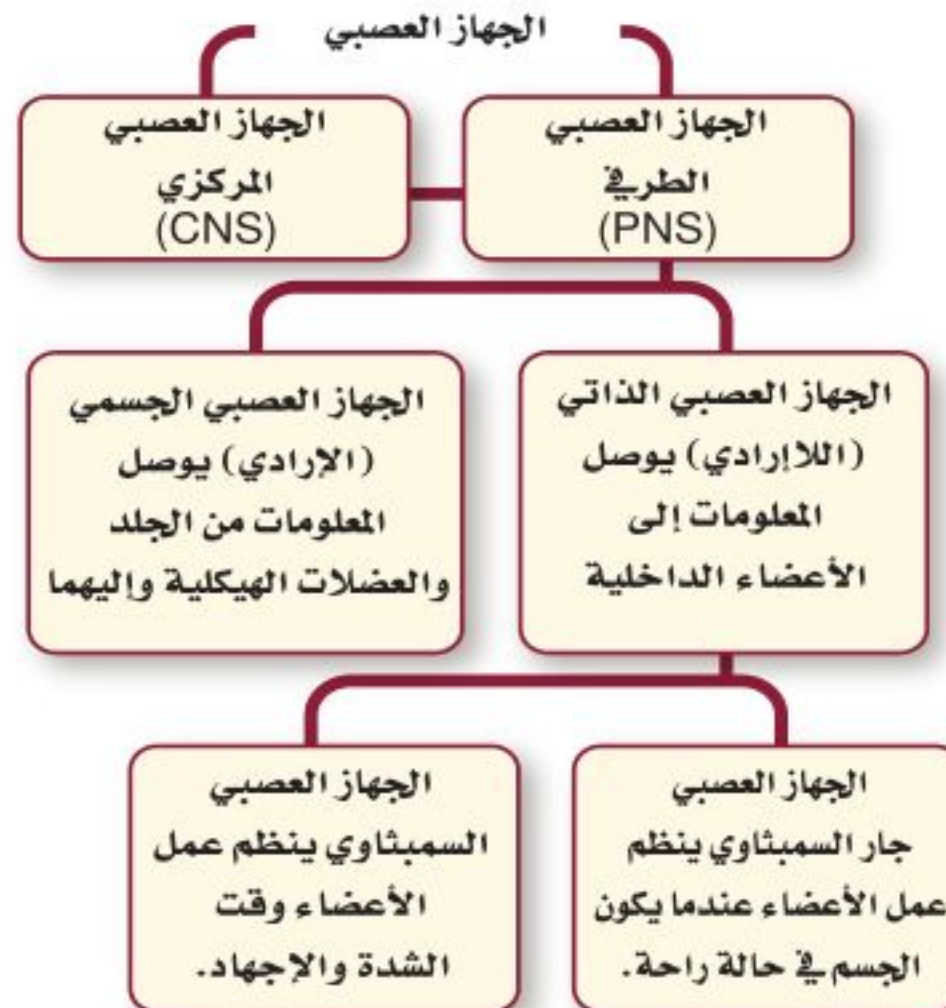 الجهاز العصبي
الجهاز العصبي
الطرفي
(PNS)
الجهاز العصبي
المركزي
(CNS)
الجهاز العصبي الذاتي
(اللاإرادي) يوصل
المعلومات إلى
الأعضاء الداخلية
الجهاز العصبي الجسمي
(الإرادي) يوصل
المعلومات من الجلد
والعضلات الهيكلية وإليهما
الجهاز العصبي
جار السمبثاوي ينظم
عمل الأعضاء عندما يكون
الجسم في حالة راحة.
الجهاز العصبي
السمبثاوي ينظم عمل
الأعضاء وقت
الشدة والإجهاد.